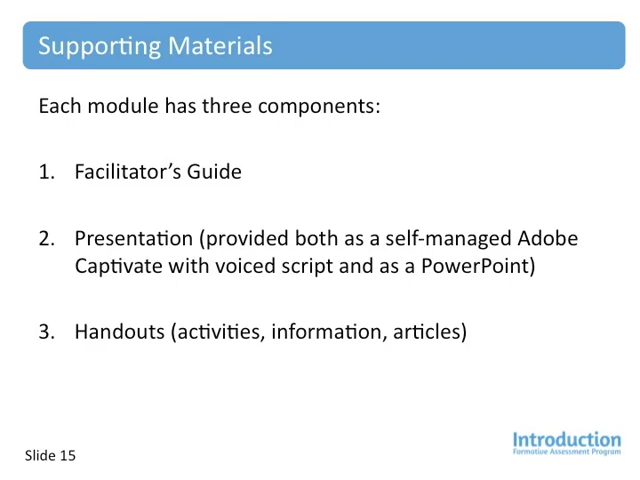 Supporting Materials
Each module has three components:
1. Facilitator’s Guide
2. Presentation (provided both as a self-managed Adobe
Captivate with voiced script and as a PowerPoint)
3. Handouts (activities, information, articles)
Introduction
Formative Assessment Program
Slide 15